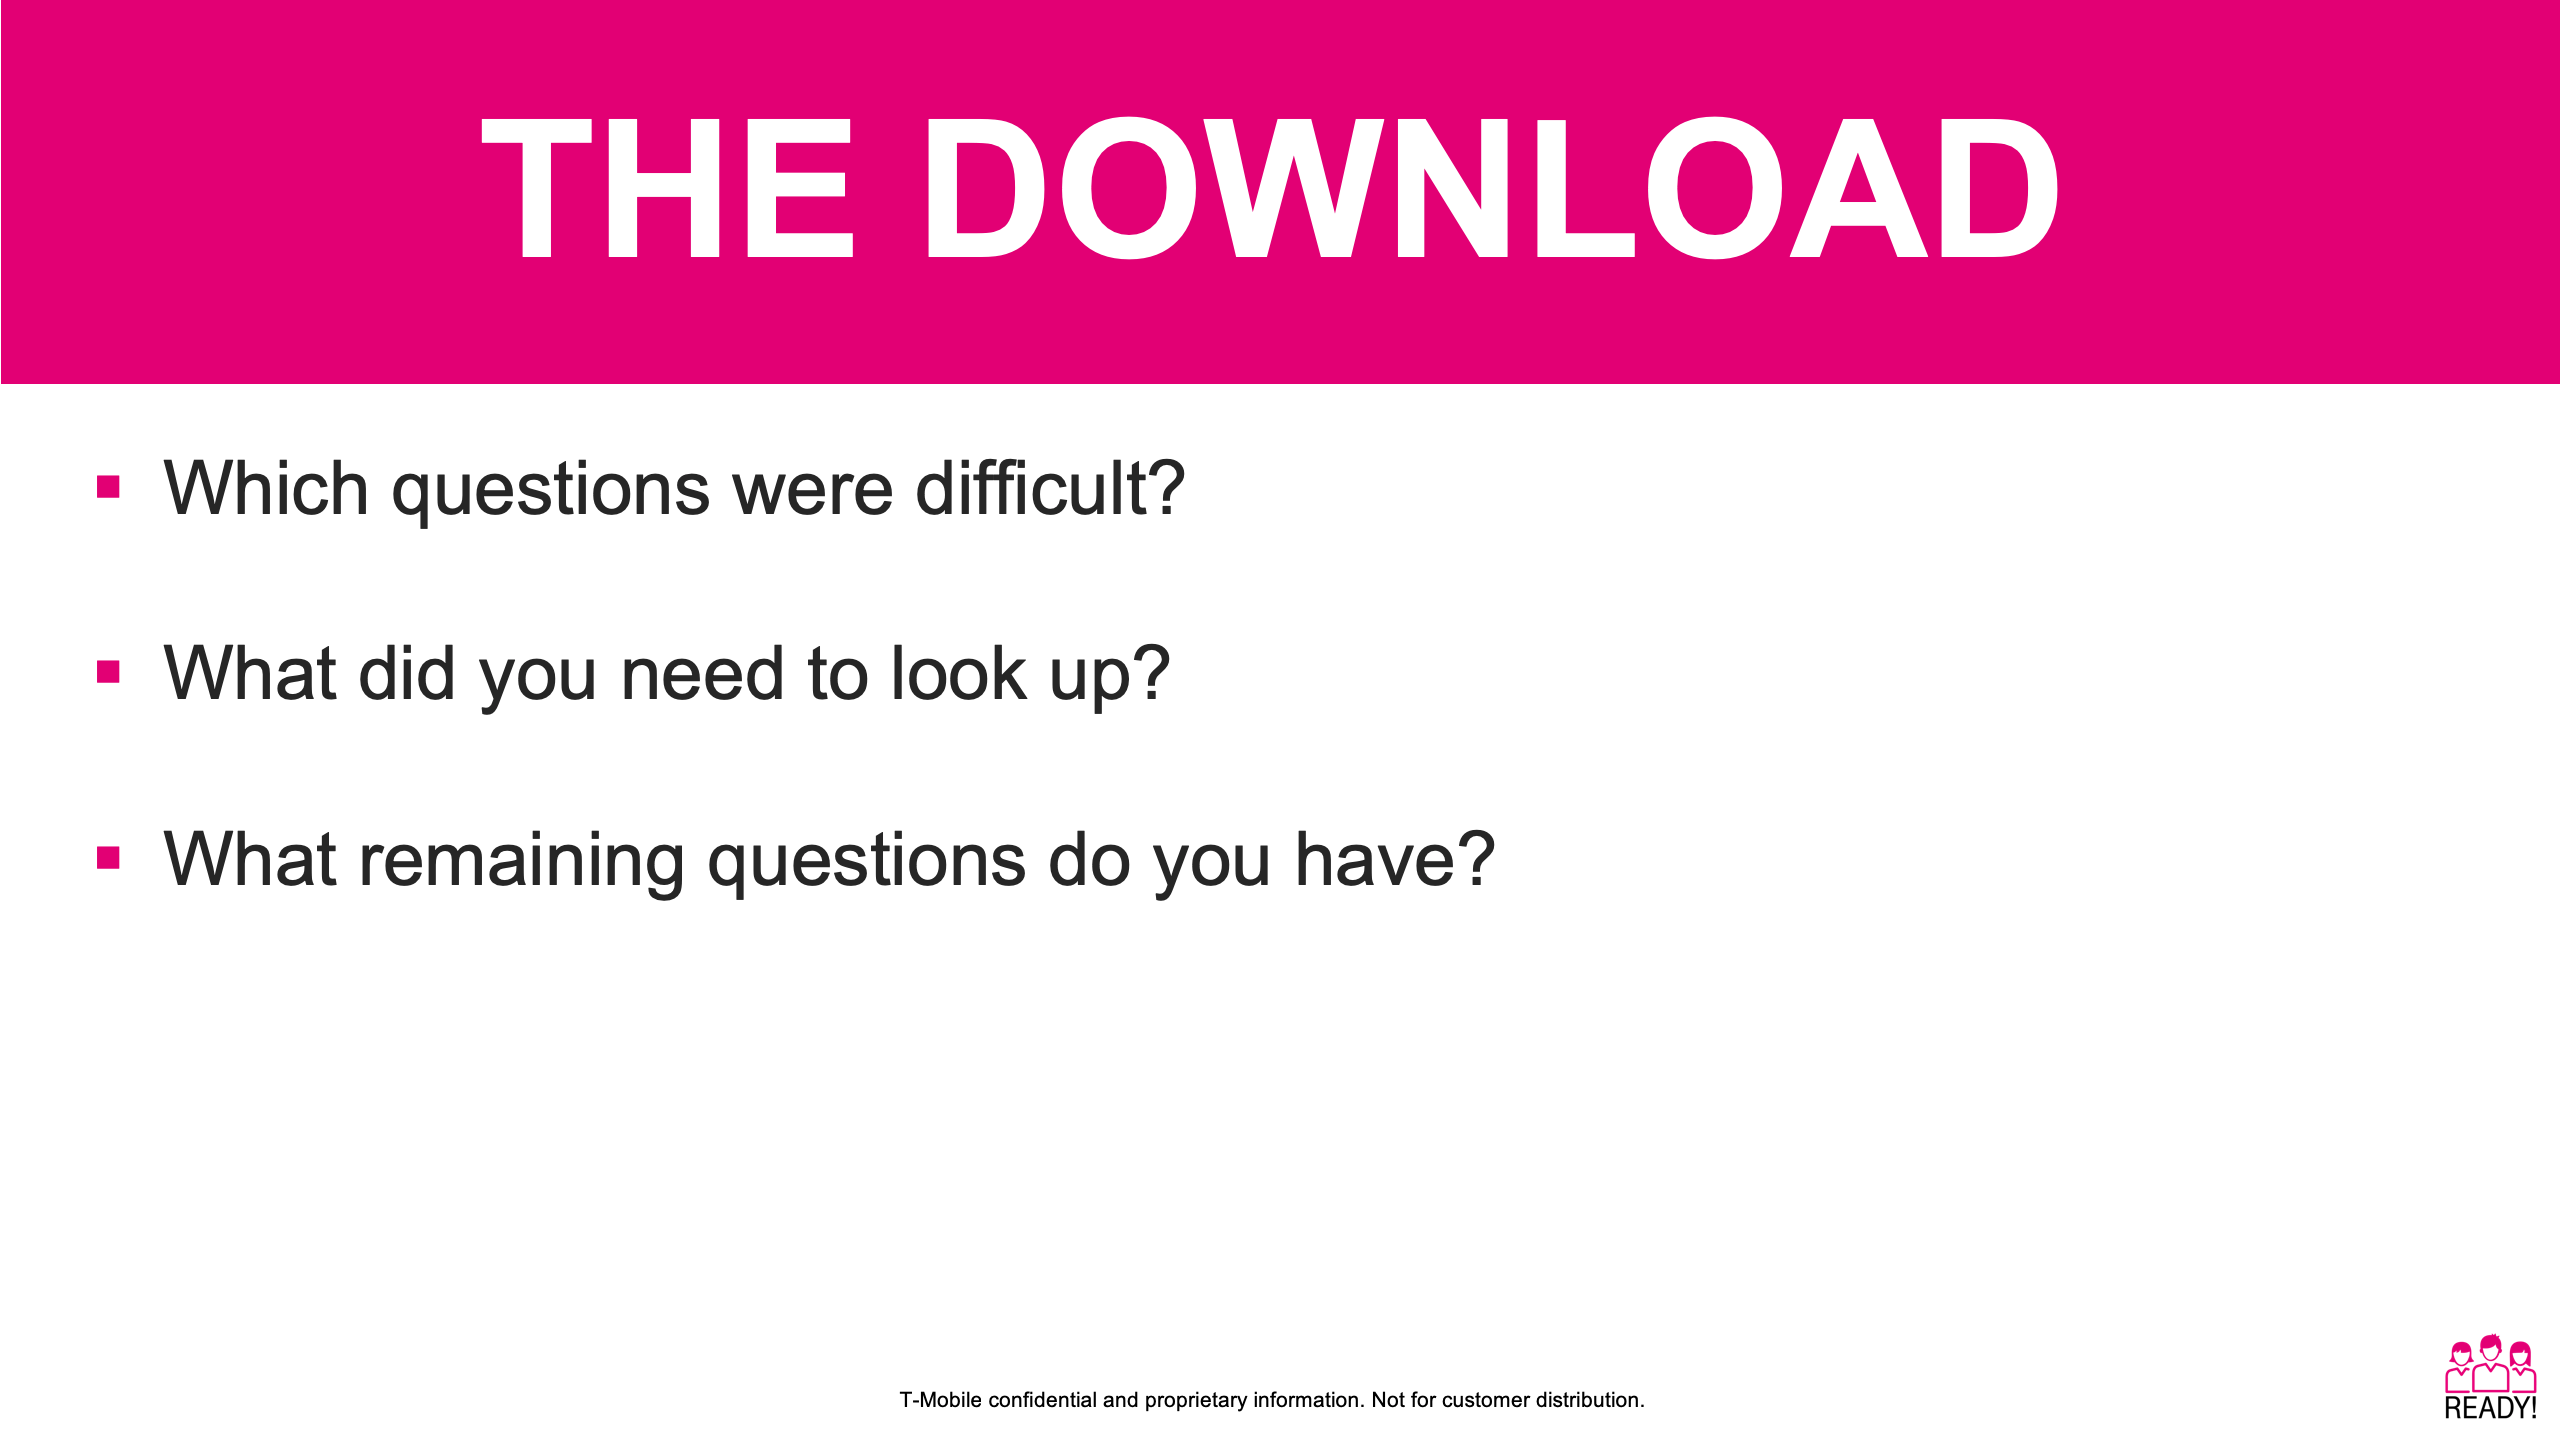 THE DOWNLOAD
▪ Which questions were difficult?
▪ What did you need to look up?
▪ What remaining questions do you have?
T-Mobile confidential and proprietary information. Not for customer distribution.
READY!